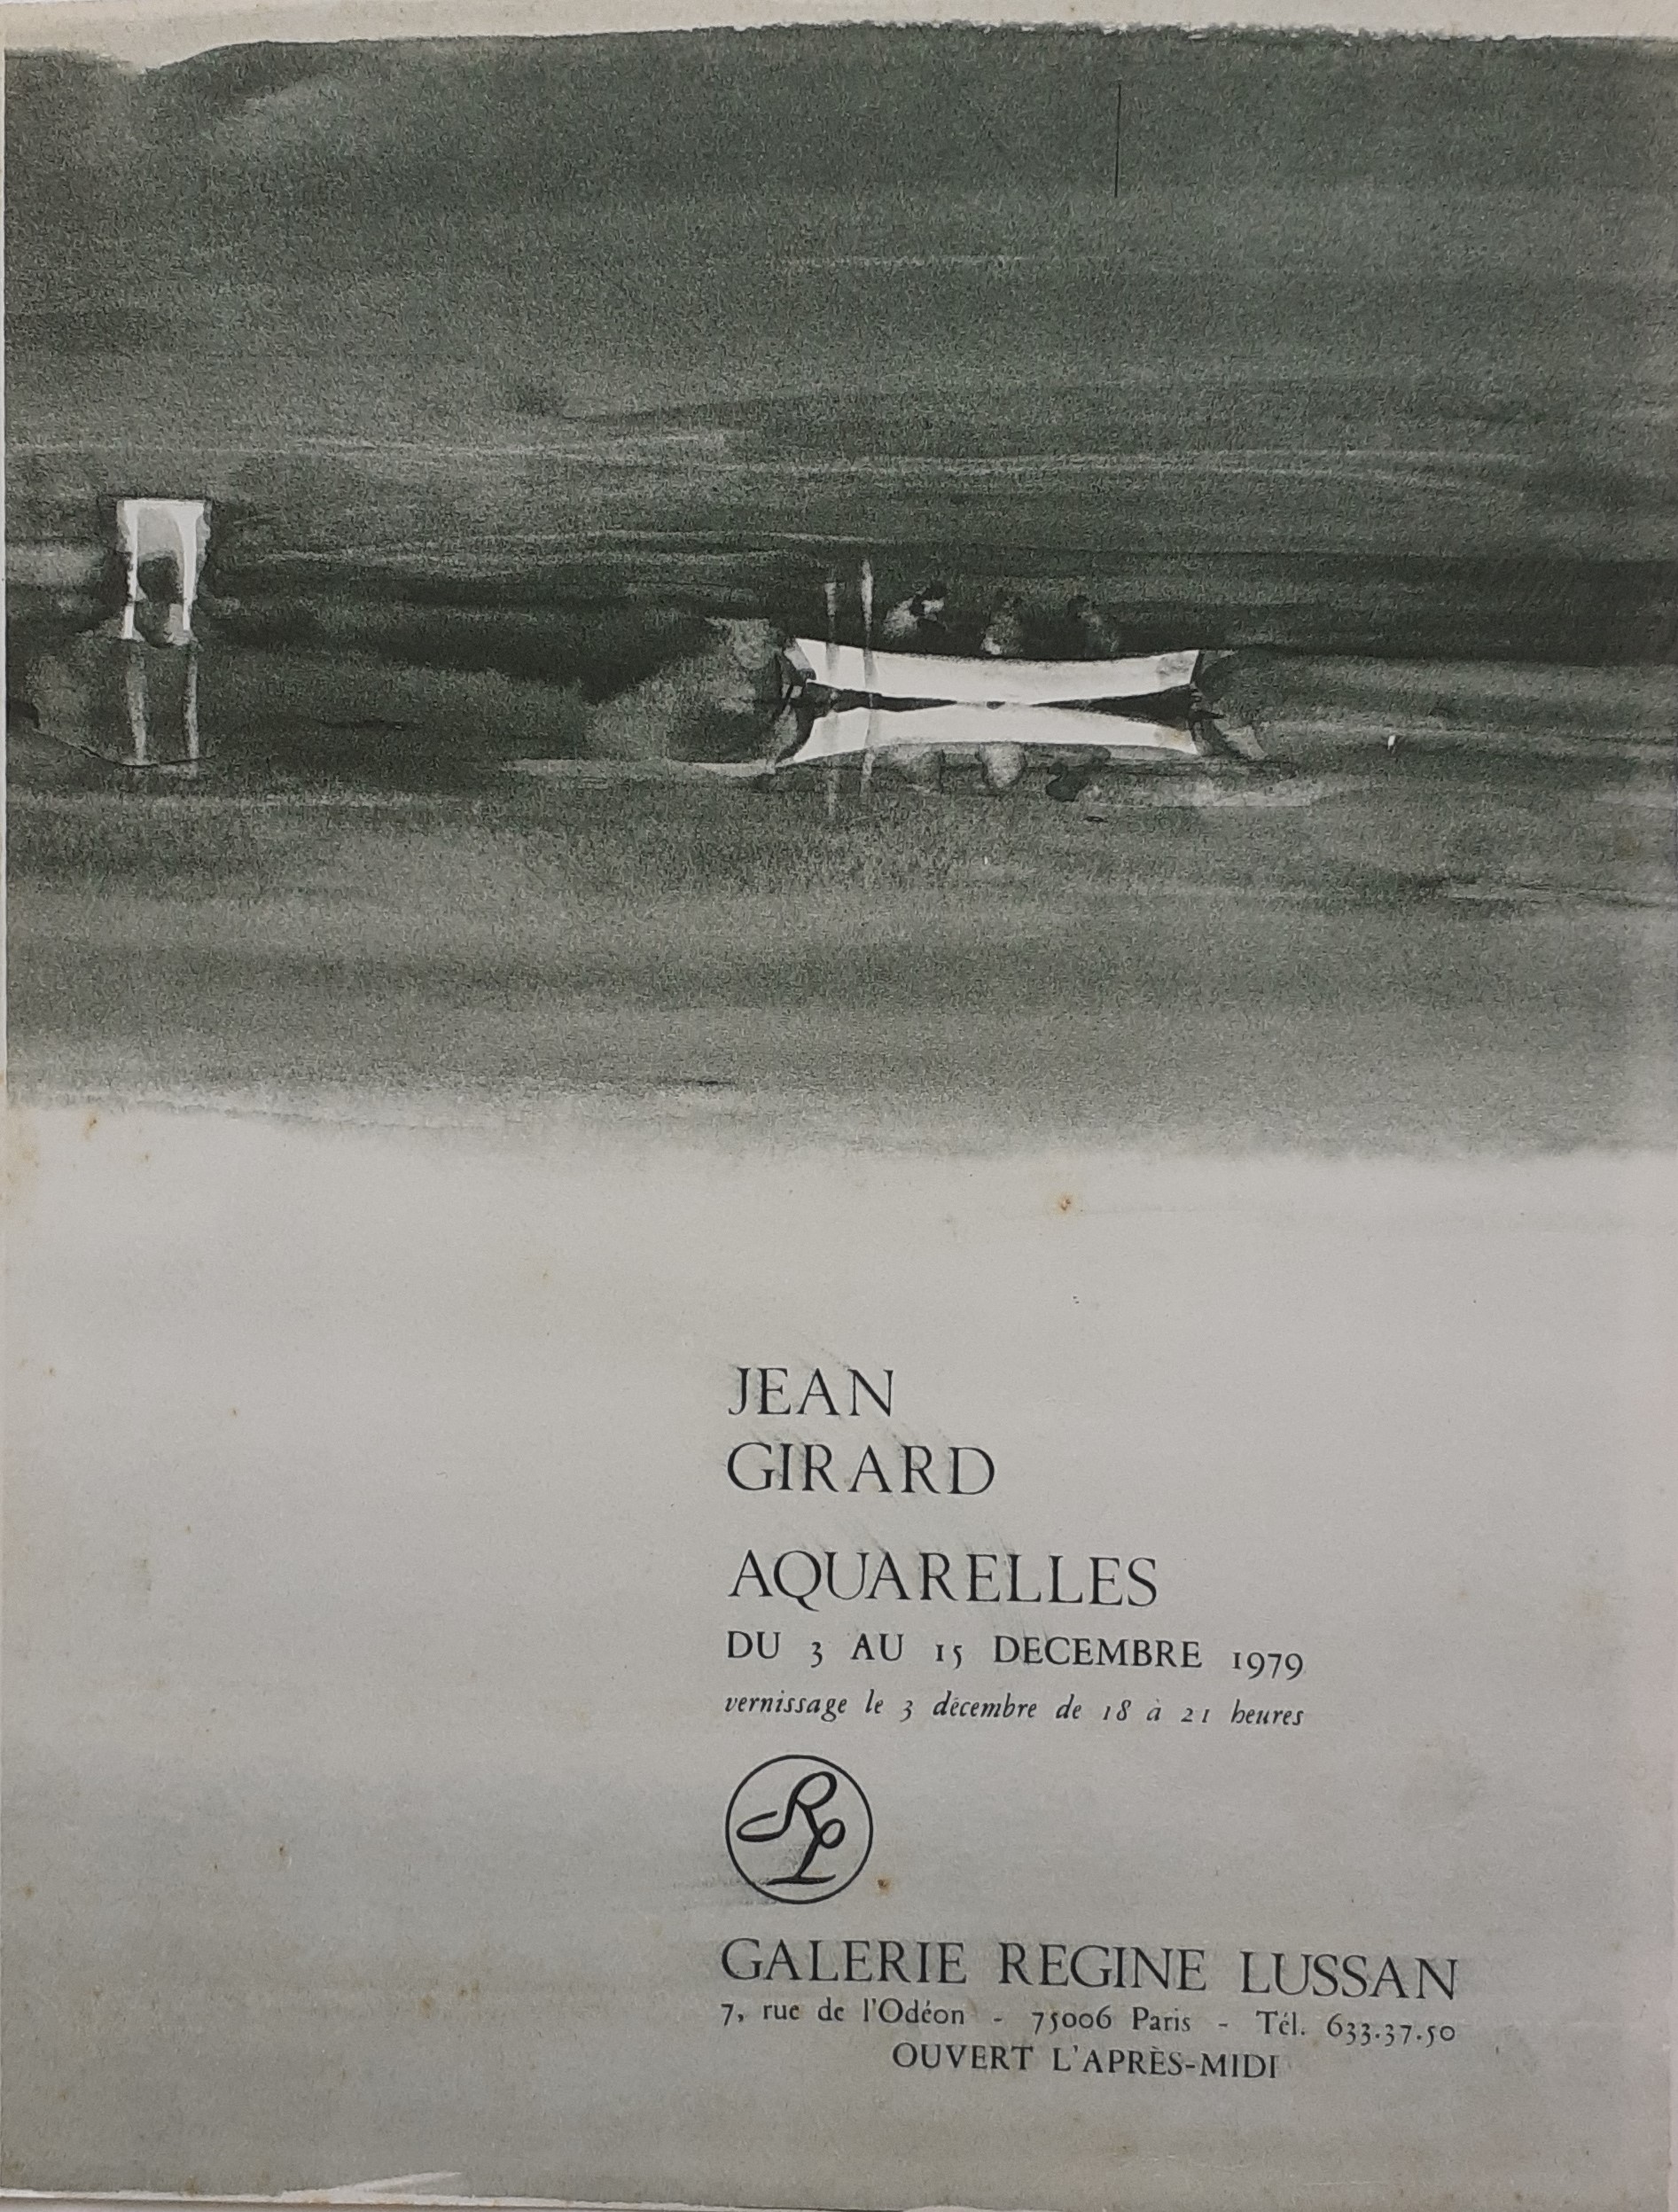 JEAN
GIRARD
AQUARELLES
DU 3 AU 15 DECEMBRE 1979
vernissage le 3 décembre de 18 à 21 heures
RL
GALERIE REGINE LUSSAN
7, rue de l'Odéon - 75006 Paris - Tél. 633.37.50
OUVERT L'APRÈS-MIDI